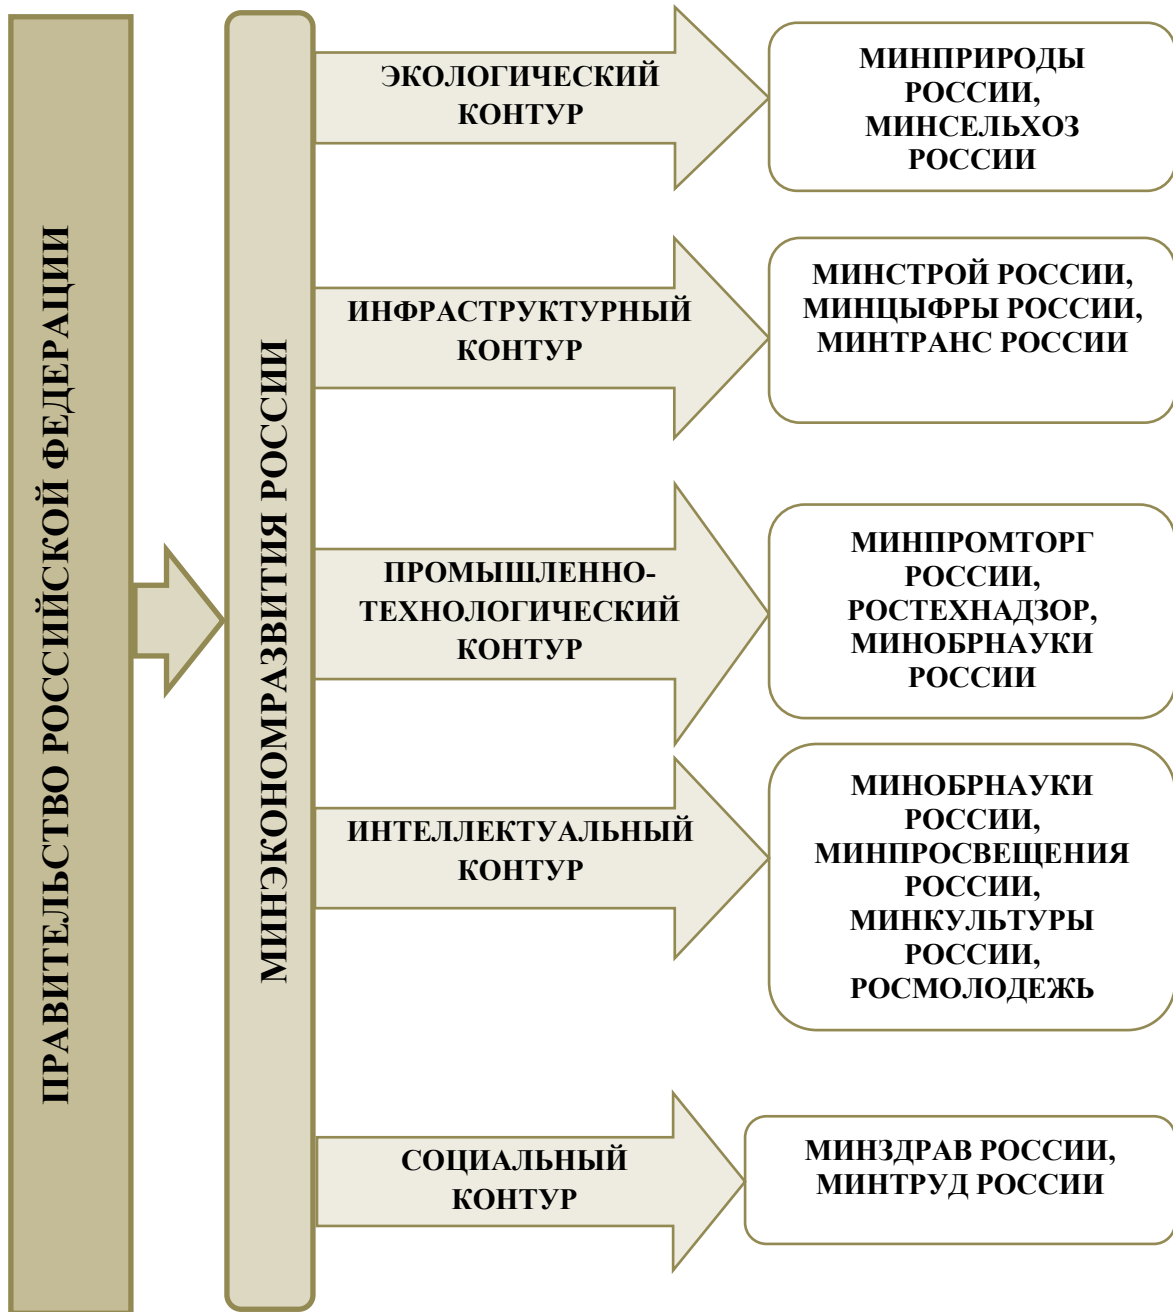 ПРАВИТЕЛЬСТВО РОССИЙСКОЙ ФЕДЕРАЦИИ
МИНЭКОНОМРАЗВИТИЯ РОССИИ
ЭКОЛОГИЧЕСКИЙ
КОНТУР
МИНПРИРОДЫ
РОССИИ,
МИНСЕЛЬХОЗ
РОССИИ
ИНФРАСТРУКТУРНЫЙ
КОНТУР
МИНСТРОЙ РОССИИ,
МИНЦЫФРЫ РОССИИ,
МИНТРАНС РОССИИ
ПРОМЫШЛЕННО-
ТЕХНОЛОГИЧЕСКИЙ
КОНТУР
МИНПРОМТОРГ
РОССИИ,
РОСТЕХНАДЗОР,
МИНОБРНАУКИ
РОССИИ
ИНТЕЛЛЕКТУАЛЬНЫЙ
КОНТУР
МИНОБРНАУКИ
РОССИИ,
МИНПРОСВЕЩЕНИЯ
РОССИИ,
МИНКУЛЬТУРЫ
РОССИИ,
РОСМОЛОДЕЖЬ
СОЦИАЛЬНЫЙ
КОНТУР
МИНЗДРАВ РОССИИ,
МИНТРУД РОССИИ